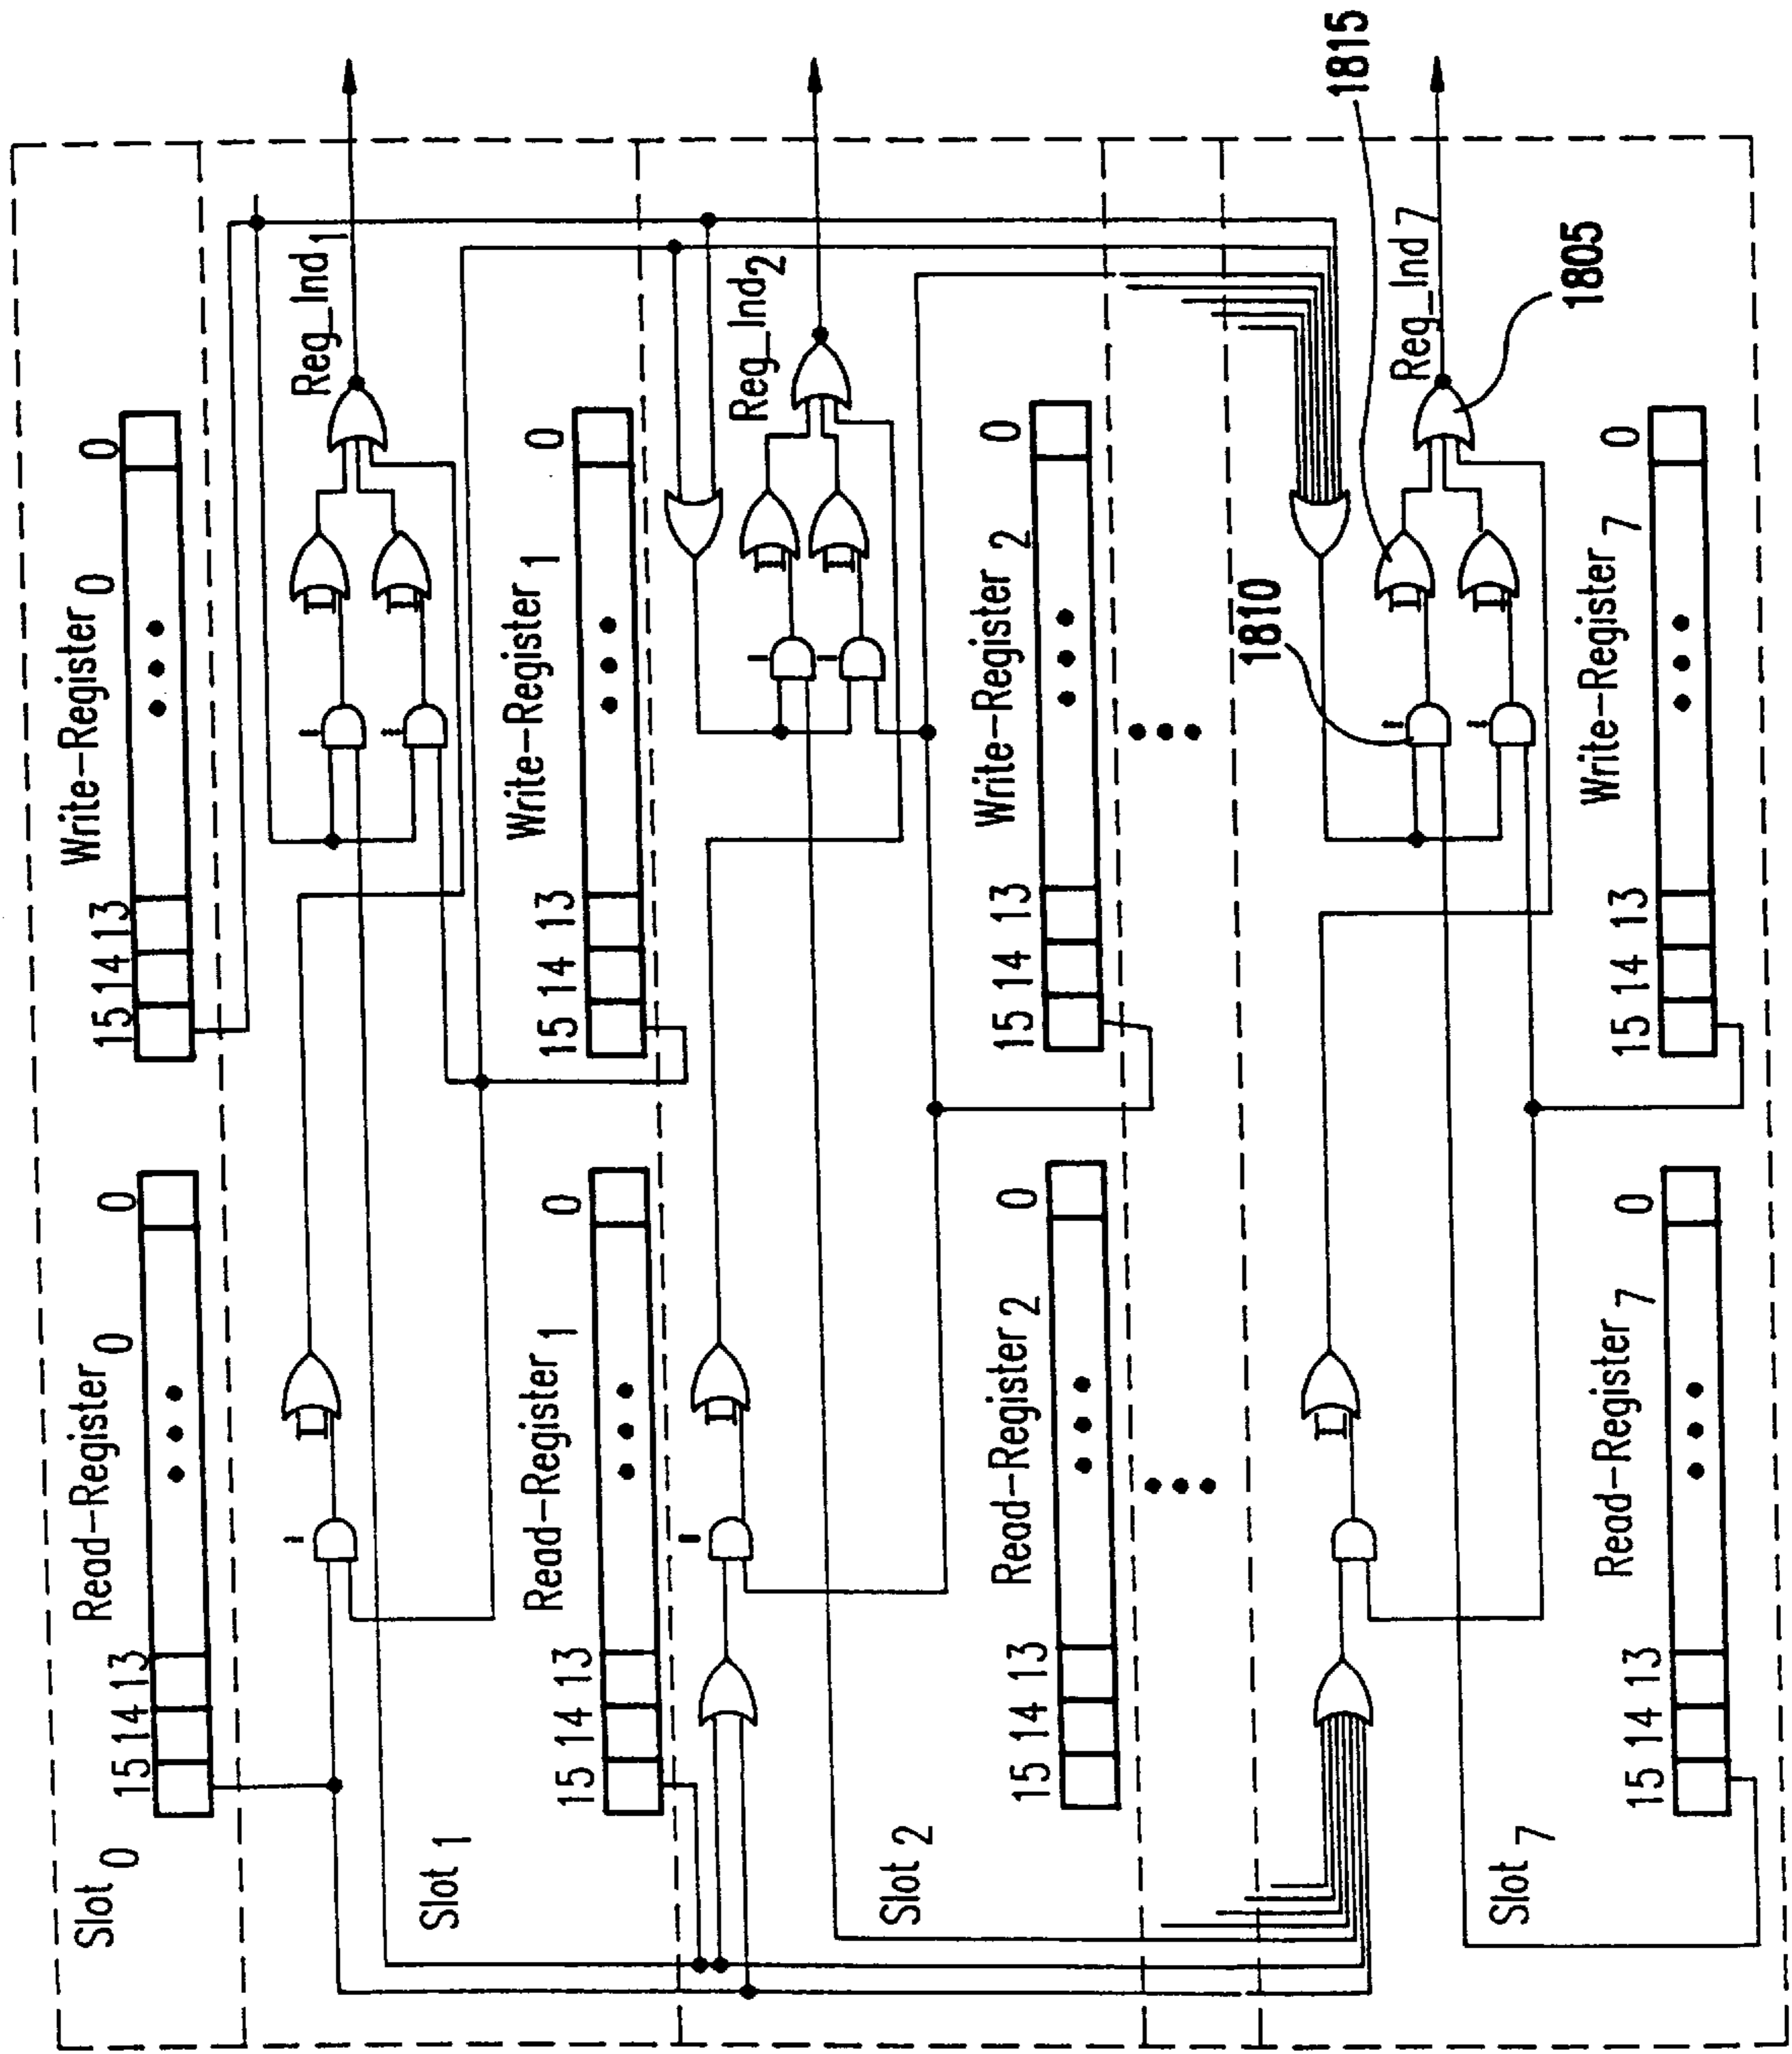 Slot 0
Read-Register 0
15 14 13 0
Write-Register 0
15 14 13 0
Slot 1
Reg_Ind 1
Read-Register 1
15 14 13 0
Write-Register 1
15 14 13 0
Slot 2
Reg_Ind 2
Read-Register 2
15 14 13 0
Write-Register 2
15 14 13 0
Slot 7
1810
1815
Reg_Ind 7
1805
Read-Register 7
15 14 13 0
Write-Register 7
15 14 13 0